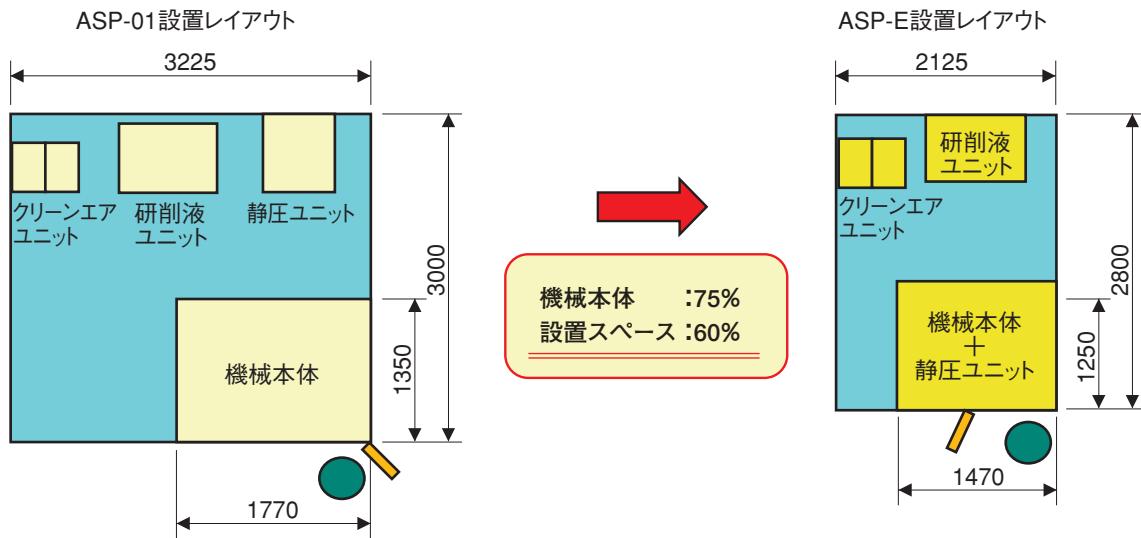 ASP-01設置レイアウト
3225
クリーンエア
ユニット
研削液
ユニット
静圧ユニット
機械本体
3000
1350
1770
機械本体 :75%
設置スペース :60%
ASP-E設置レイアウト
2125
研削液
ユニット
クリーンエア
ユニット
機械本体
+
静圧ユニット
2800
1250
1470